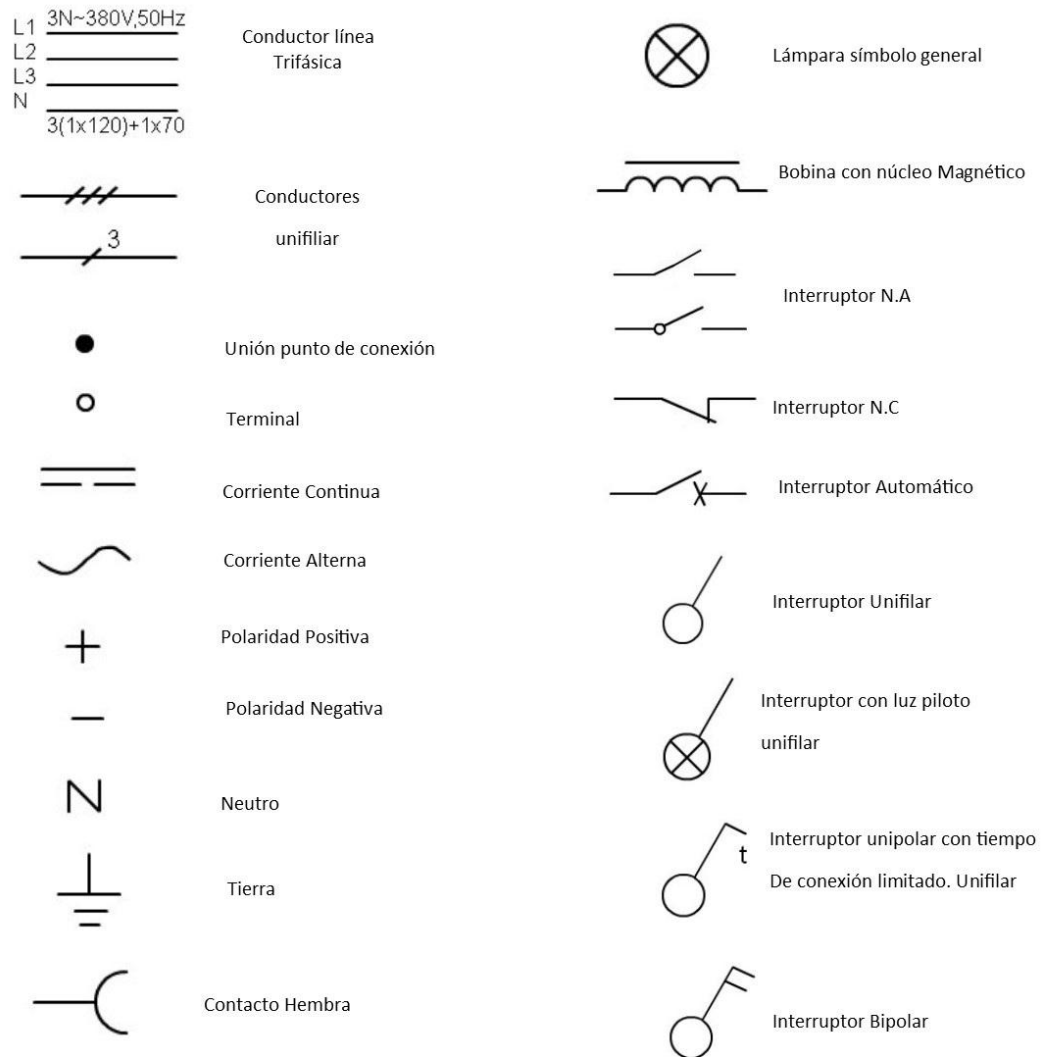 3N~380V,50Hz
L1
L2
L3
N
3(1x120)+1x70
Conductor línea
Trifásica
3
Conductores
unifiliar
Unión punto de conexión
Terminal
Corriente Continua
Corriente Alterna
Polaridad Positiva
Polaridad Negativa
N
Neutro
Tierra
Contacto Hembra
Lámpara símbolo general
Bobina con núcleo Magnético
Interruptor N.A
Interruptor N.C
Interruptor Automático
Interruptor Unifilar
Interruptor con luz piloto
unifilar
t
Interruptor unipolar con tiempo
De conexión limitado. Unifilar
Interruptor Bipolar